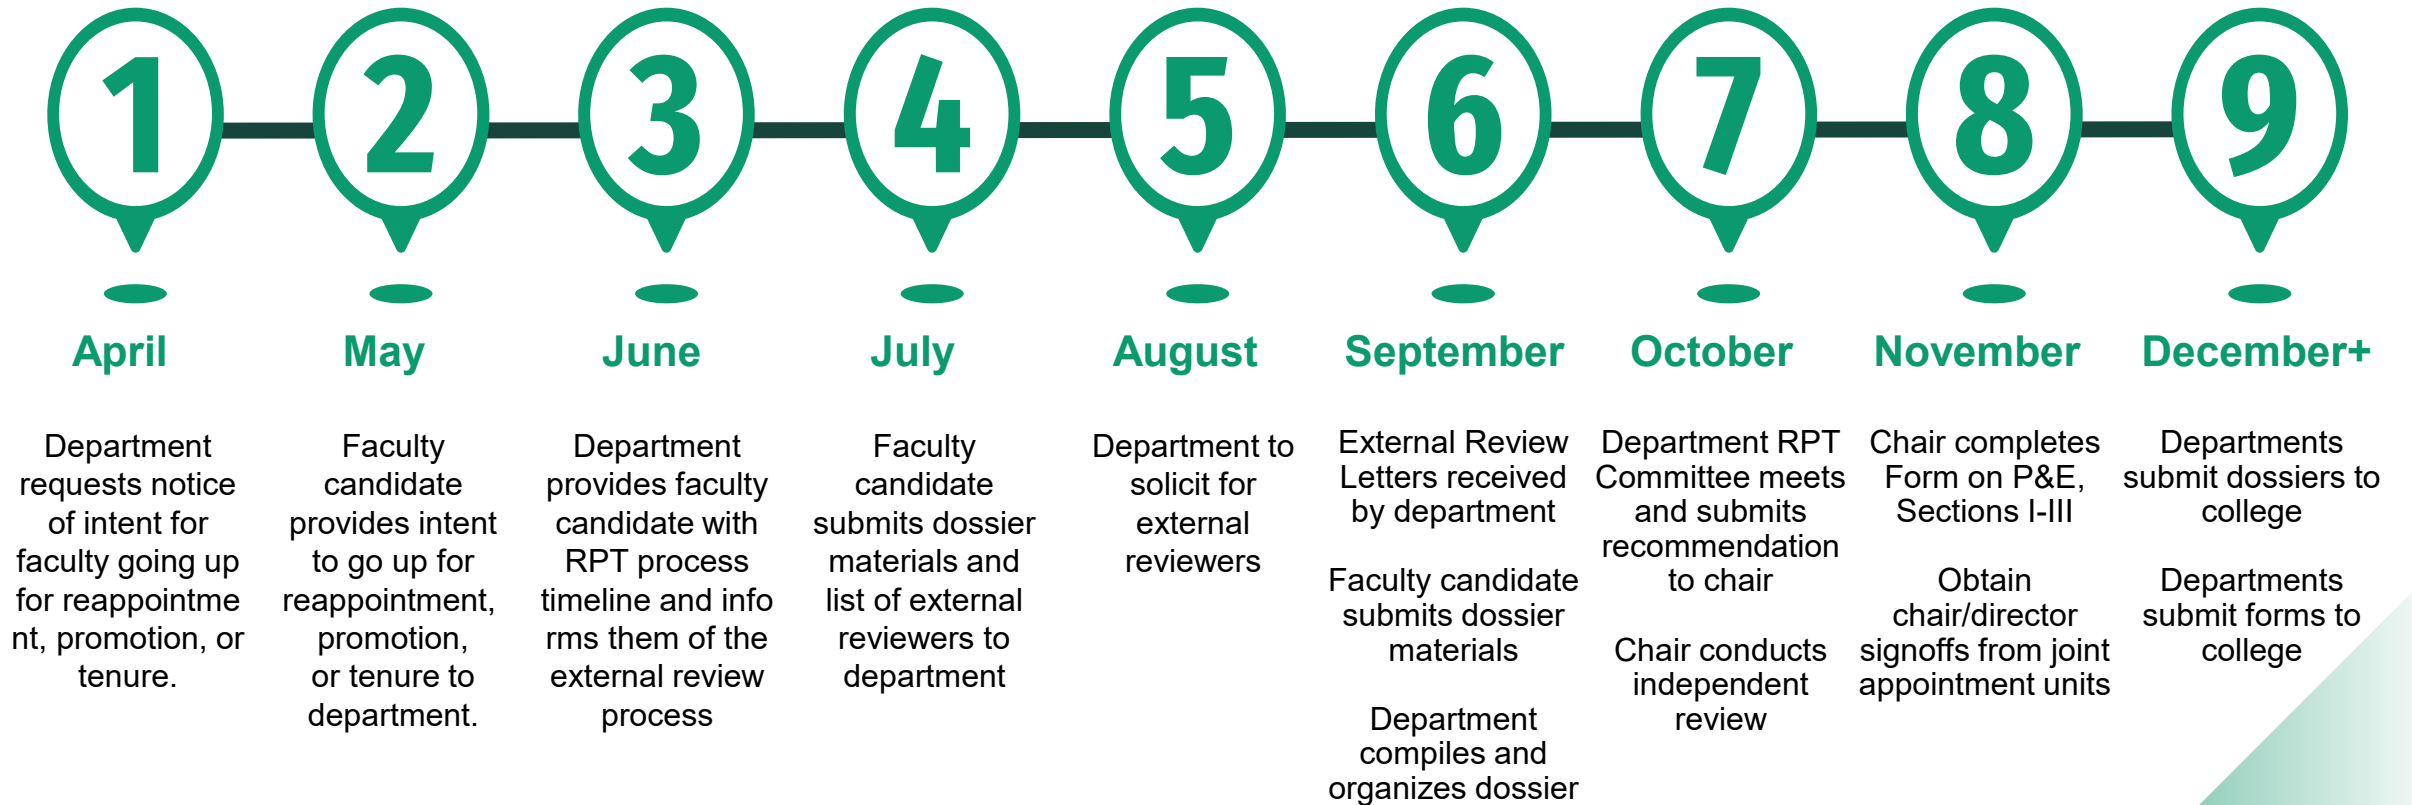 1
2
3
4
5
6
7
8
9
April
May
June
July
August
September
October
November
December+
Department
requests notice
of intent for
faculty going up
for reappointme
nt, promotion, or
tenure.
Faculty
candidate
provides intent
to go up for
reappointment,
promotion,
or tenure to
department.
Department
provides faculty
candidate with
RPT process
timeline and info
rms them of the
external review
process
Faculty
candidate
submits dossier
materials and
list of external
reviewers to
department
Department to
solicit for
external
reviewers
External Review
Letters received
by department
Faculty candidate
submits dossier
materials
Department
compiles and
organizes dossier
Department RPT
Committee meets
and submits
recommendation
to chair
Chair conducts
independent
review
Chair completes
Form on P&E,
Sections I-III
Obtain
chair/director
signoffs from joint
appointment units
Departments
submit dossiers to
college
Departments
submit forms to
college